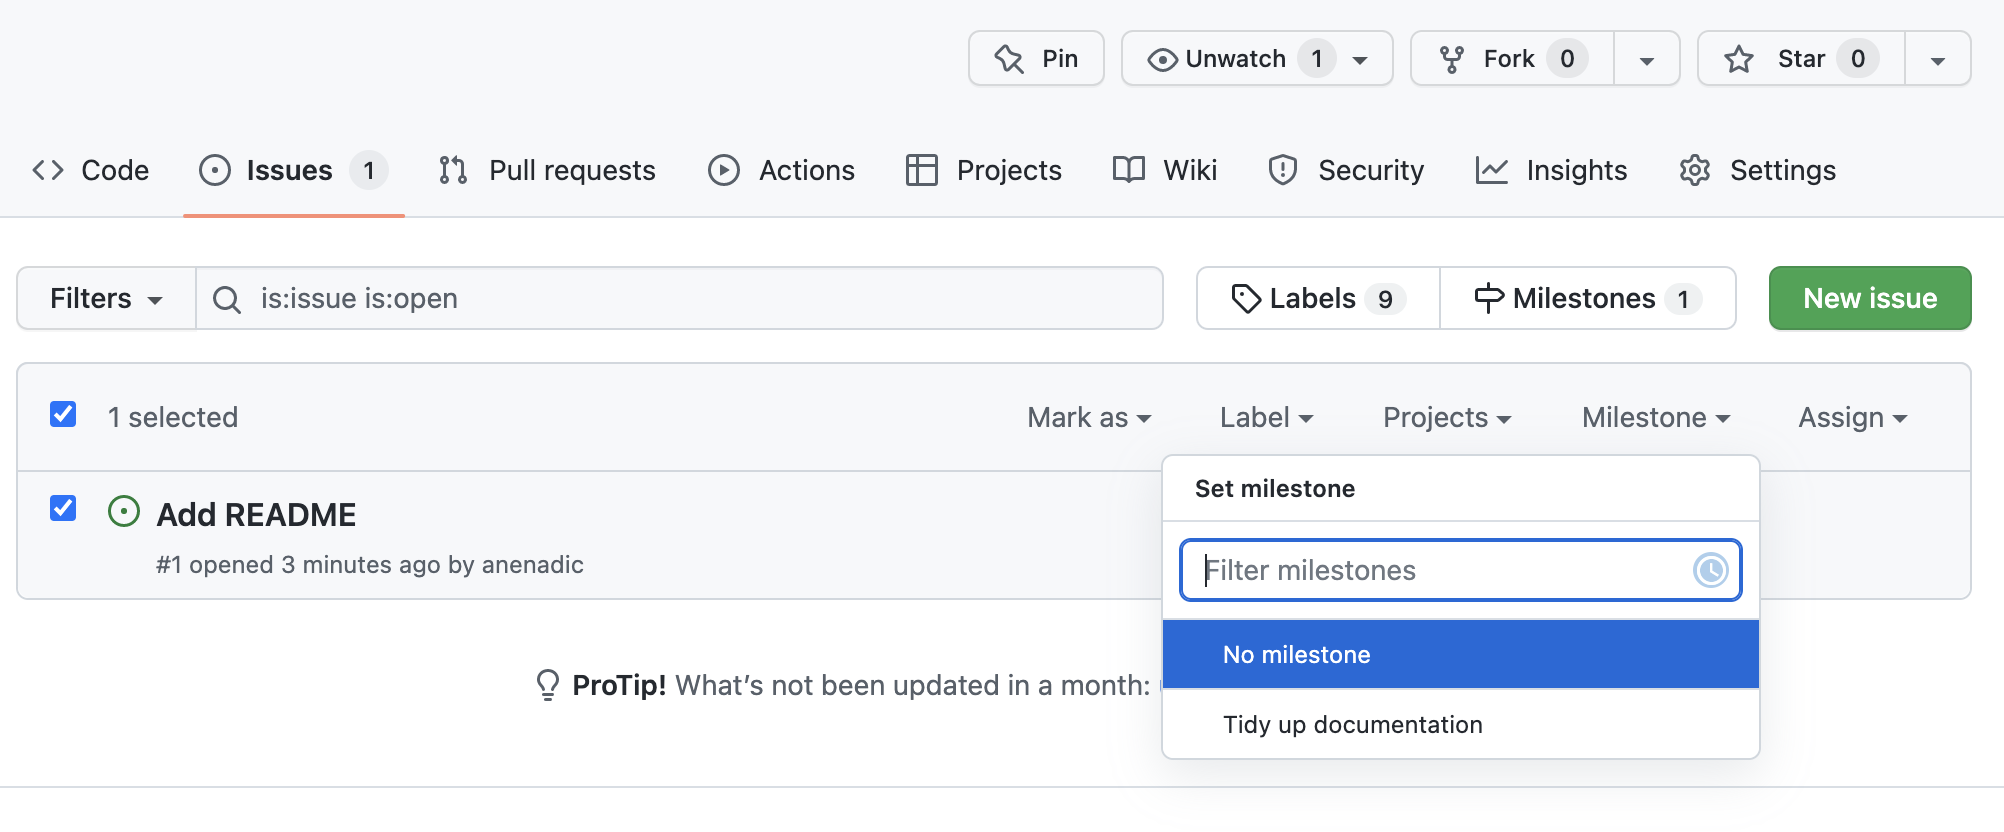 Pin Unwatch 1 Fork 0 Star 0
Code Issues 1 Pull requests Actions Projects Wiki Security Insights Settings
Filters is:issue is:open Labels 9 Milestones 1 New issue
1 selected Mark as Label Projects Milestone Assign
Add README
#1 opened 3 minutes ago by anenadic
Set milestone
Filter milestones
No milestone
Tidy up documentation
ProTip! What's not been updated in a month: